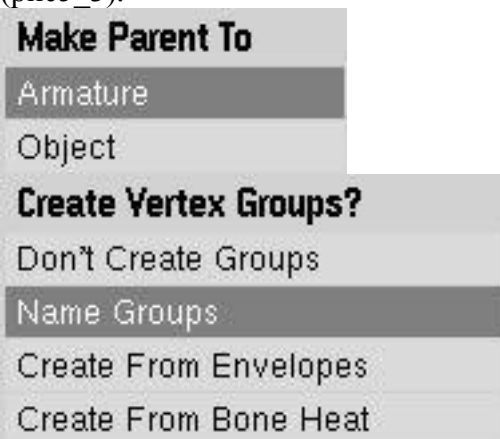 Make Parent To
Armature
Object
Create Vertex Groups?
Don't Create Groups
Name Groups
Create From Envelopes
Create From Bone Heat